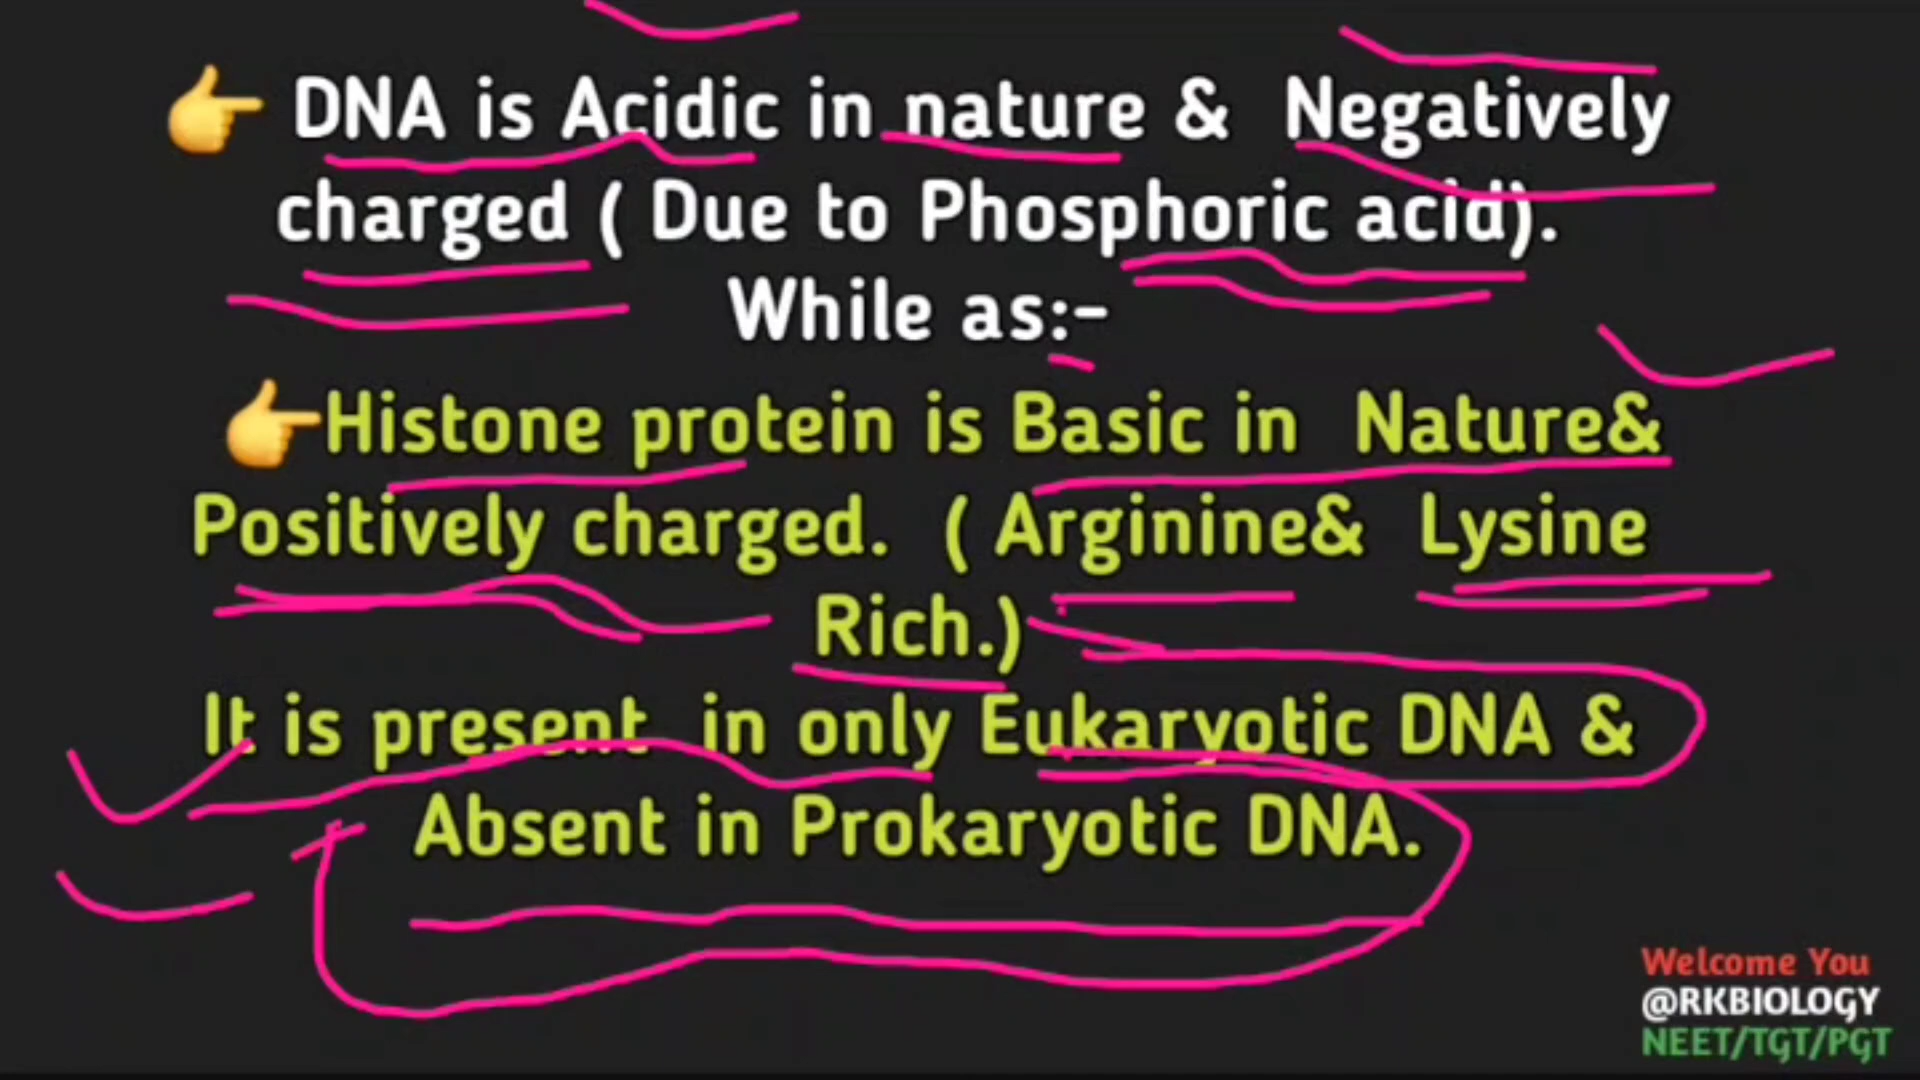 👉 DNA is Acidic in nature & Negatively
charged ( Due to Phosphoric acid).
While as:-
👉Histone protein is Basic in Nature&
Positively charged. ( Arginine& Lysine
Rich.)
It is present in only Eukaryotic DNA &
Absent in Prokaryotic DNA.
Welcome You
@RKBIOLOGY
NEET/TGT/PGT